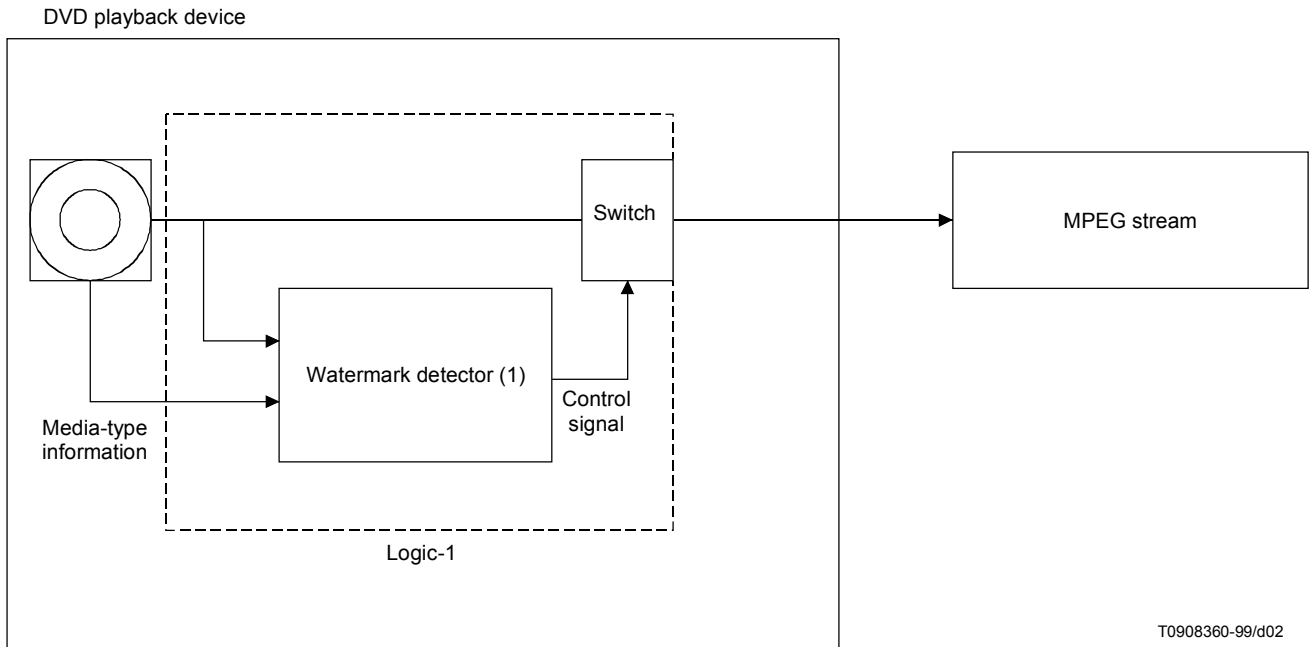 DVD playback device
Switch
MPEG stream
Watermark detector (1)
Control
signal
Media-type
information
Logic-1
T0908360-99/d02